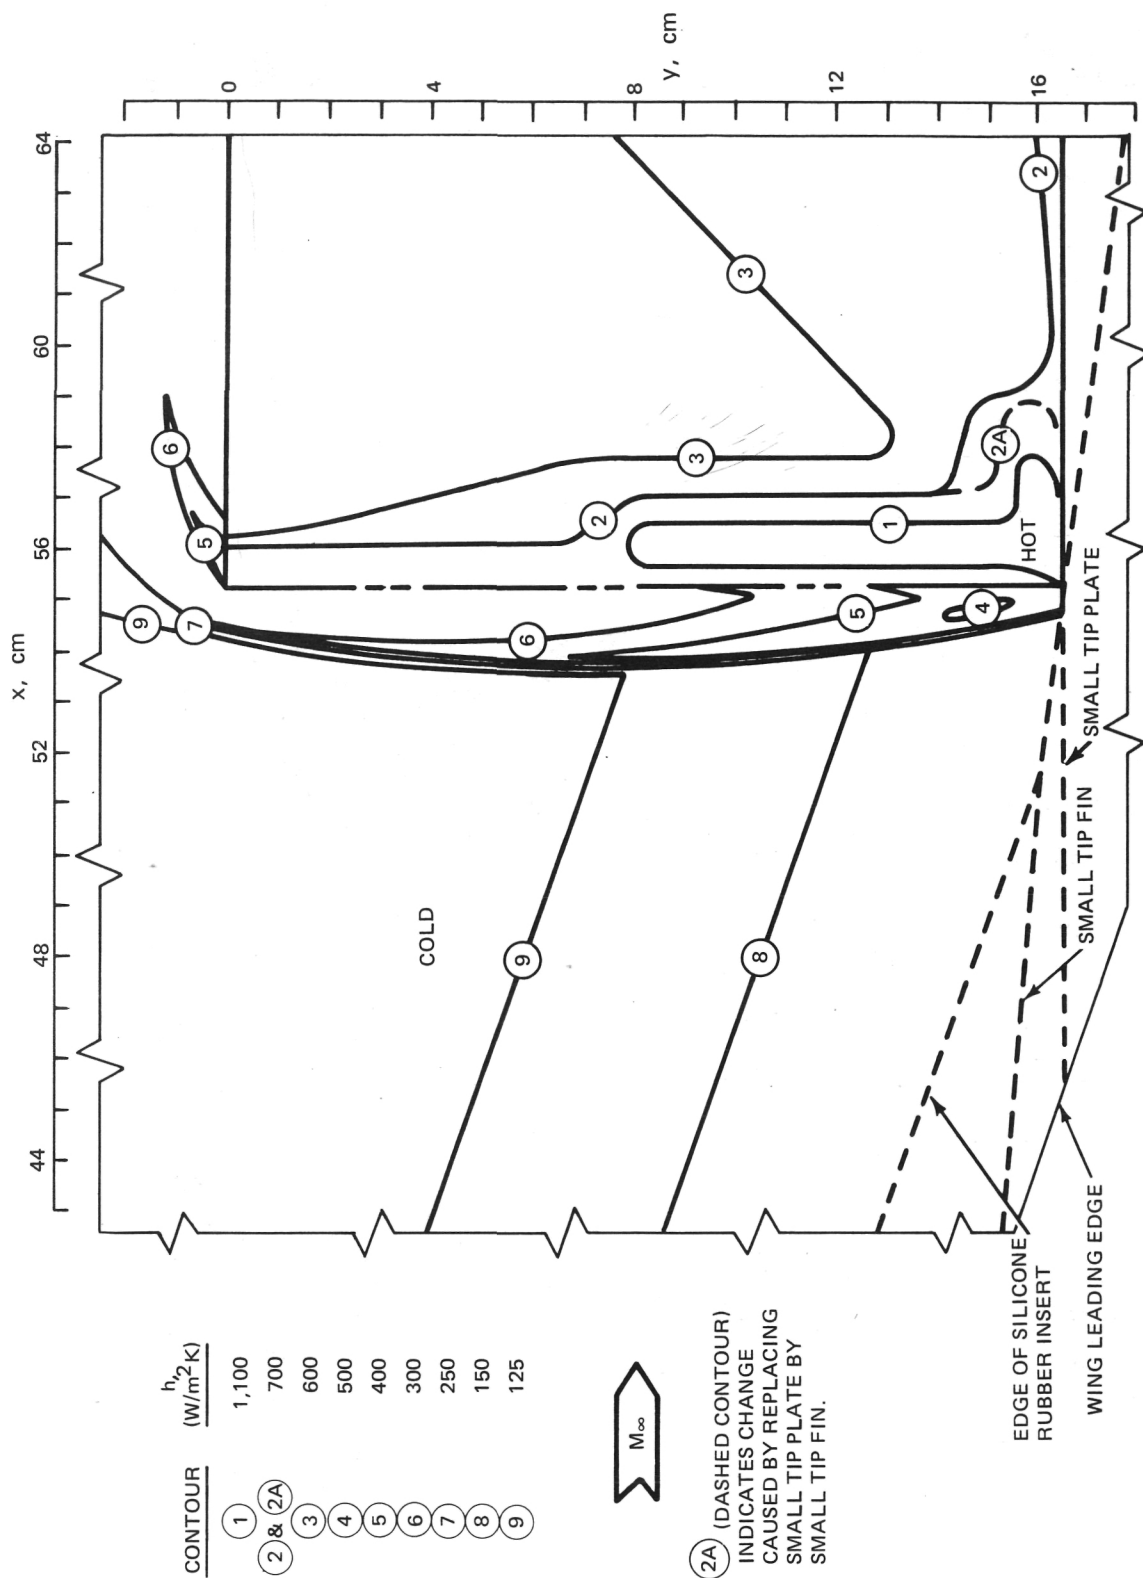 x, cm
44
48
52
56
60
64
y, cm
0
4
8
12
16
CONTOUR
h,
(W/m²K)
1 1,100
2 & 2A 700
3 600
4 500
5 400
6 300
7 250
8 150
9 125
M∞
2A (DASHED CONTOUR)
INDICATES CHANGE
CAUSED BY REPLACING
SMALL TIP PLATE BY
SMALL TIP FIN.
COLD
HOT
9
7
6
5
6
5
4
3
3
2
2
2A
1
9
8
EDGE OF SILICONE
RUBBER INSERT
WING LEADING EDGE
SMALL TIP FIN
SMALL TIP PLATE